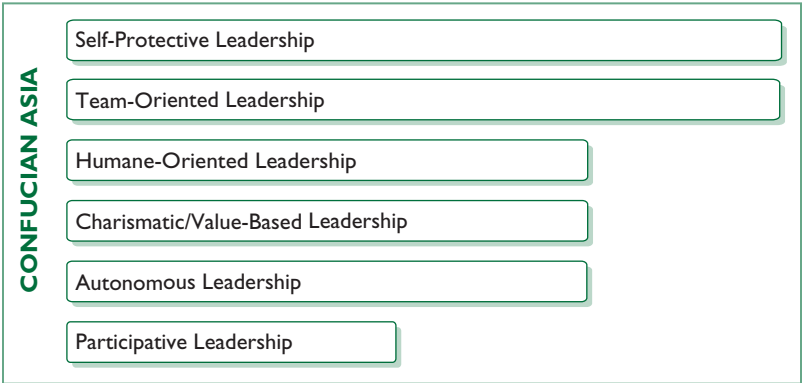 CONFUCIAN ASIA
Self-Protective Leadership
Team-Oriented Leadership
Humane-Oriented Leadership
Charismatic/Value-Based Leadership
Autonomous Leadership
Participative Leadership